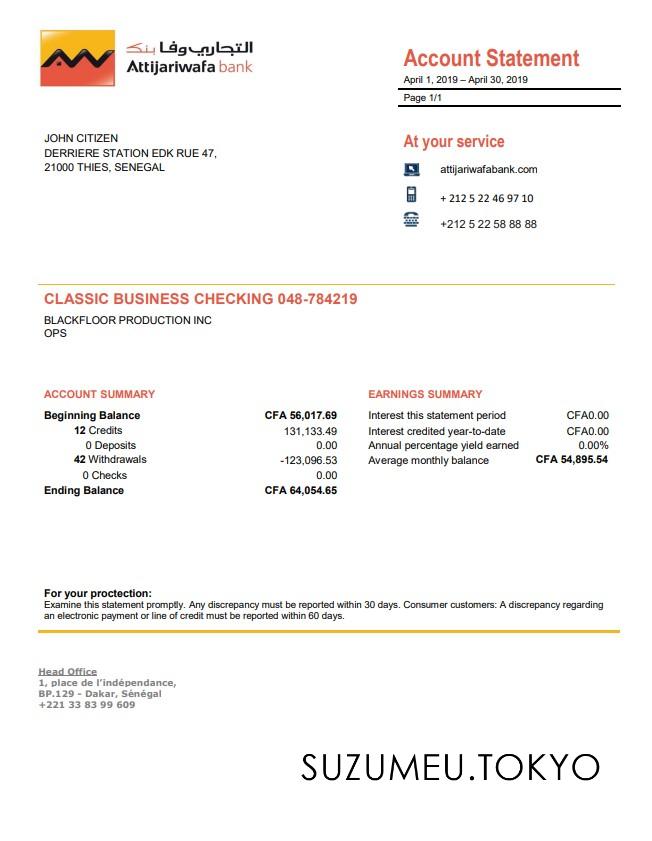 التجاري وفا بنك
Attijariwafa bank
Account Statement
April 1, 2019 – April 30, 2019
Page 1/1
JOHN CITIZEN
DERRIERE STATION EDK RUE 47,
21000 THIES, SENEGAL
At your service
attijariwafabank.com
+ 212 5 22 46 97 10
+212 5 22 58 88 88
CLASSIC BUSINESS CHECKING 048-784219
BLACKFLOOR PRODUCTION INC
OPS
ACCOUNT SUMMARY
Beginning Balance CFA 56,017.69
12 Credits 131,133.49
0 Deposits 0.00
42 Withdrawals -123,096.53
0 Checks 0.00
Ending Balance CFA 64,054.65
EARNINGS SUMMARY
Interest this statement period CFA0.00
Interest credited year-to-date CFA0.00
Annual percentage yield earned 0.00%
Average monthly balance CFA 54,895.54
For your proctection:
Examine this statement promptly. Any discrepancy must be reported within 30 days. Consumer customers: A discrepancy regarding
an electronic payment or line of credit must be reported within 60 days.
Head Office
1, place de l’indépendance,
BP.129 - Dakar, Sénégal
+221 33 83 99 609
SUZUMEU.TOKYO